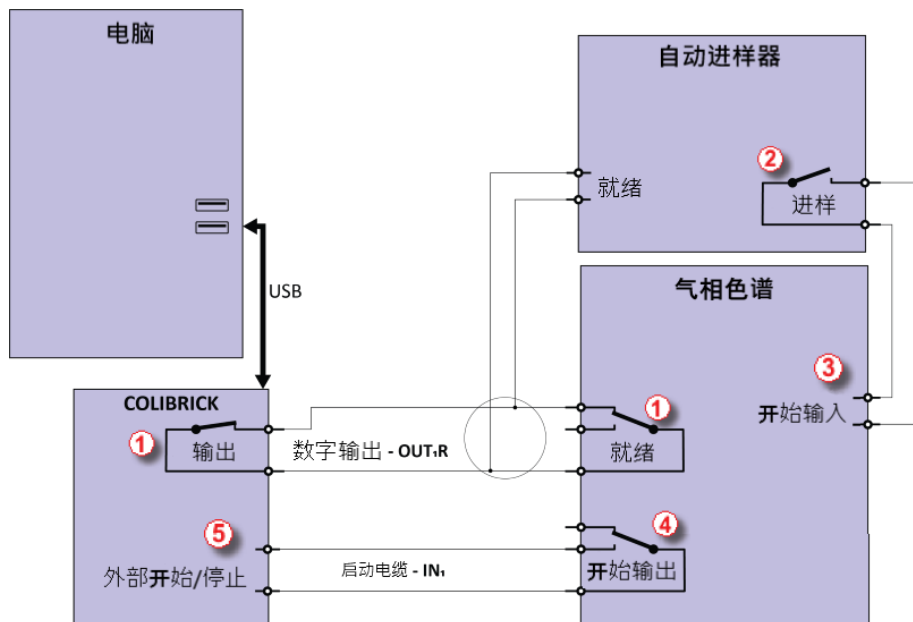 电脑
自动进样器
②
就绪
进样
USB
气相色谱
③
开始输入
COLIBRICK
①
输出
数字输出 - OUT₁R
①
就绪
⑤
外部开始/停止
启动电缆 - IN₁
④
开始输出